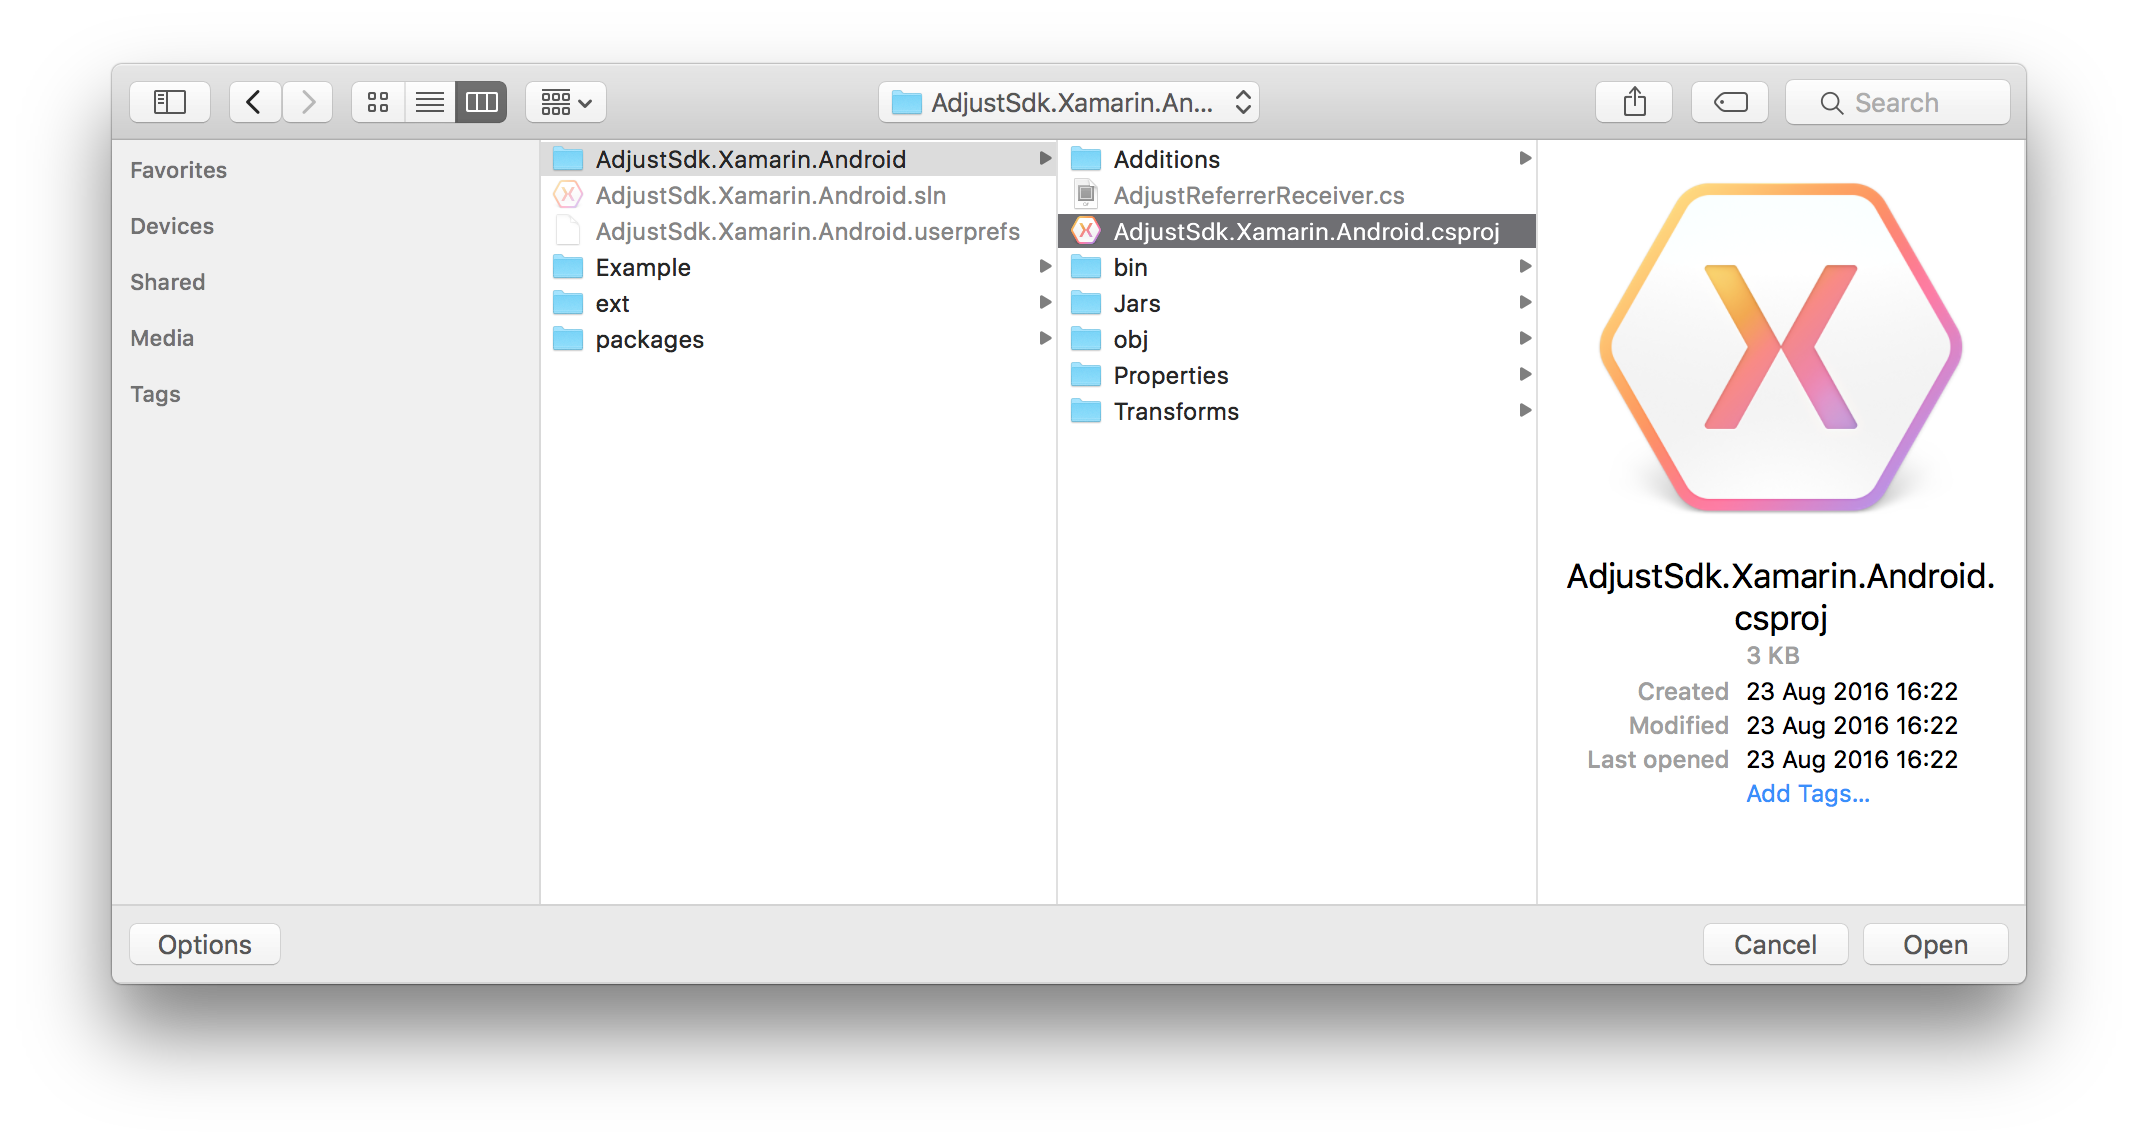 AdjustSdk.Xamarin.An...
Search
Favorites
Devices
Shared
Media
Tags
AdjustSdk.Xamarin.Android
AdjustSdk.Xamarin.Android.sln
AdjustSdk.Xamarin.Android.userprefs
Example
ext
packages
Additions
AdjustReferrerReceiver.cs
AdjustSdk.Xamarin.Android.csproj
bin
Jars
obj
Properties
Transforms
AdjustSdk.Xamarin.Android.
csproj
3 KB
Created 23 Aug 2016 16:22
Modified 23 Aug 2016 16:22
Last opened 23 Aug 2016 16:22
Add Tags...
Options
Cancel
Open